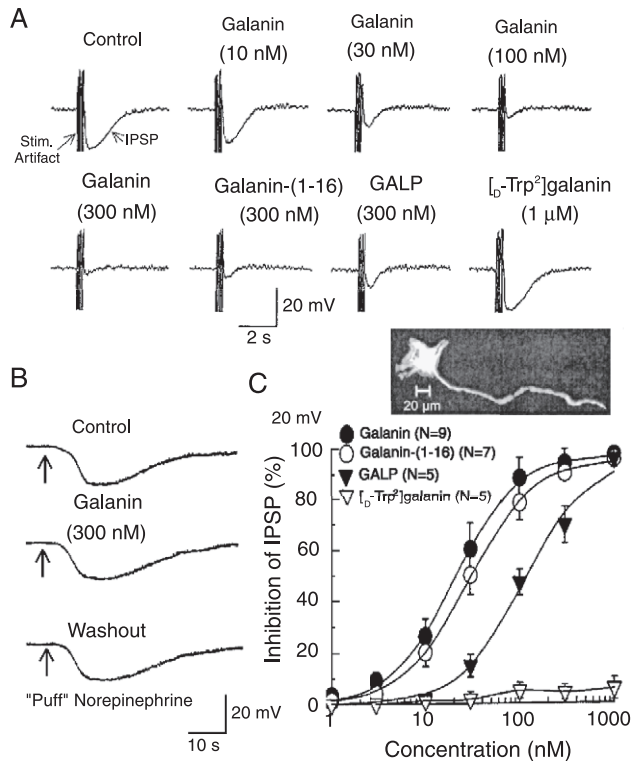 A
Control
Galanin
(10 nM)
Galanin
(30 nM)
Galanin
(100 nM)
Stim.
Artifact
IPSP
Galanin
(300 nM)
Galanin-(1-16)
(300 nM)
GALP
(300 nM)
[D-Trp²]galanin
(1 µM)
20 mV
2 s
20 µm
B
Control
Galanin
(300 nM)
Washout
"Puff" Norepinephrine
20 mV
10 s
C
20 mV
Galanin (N=9)
Galanin-(1-16) (N=7)
GALP (N=5)
[D-Trp²]galanin (N=5)
Inhibition of IPSP (%)
100
80
60
40
20
0
1
10
100
1000
Concentration (nM)